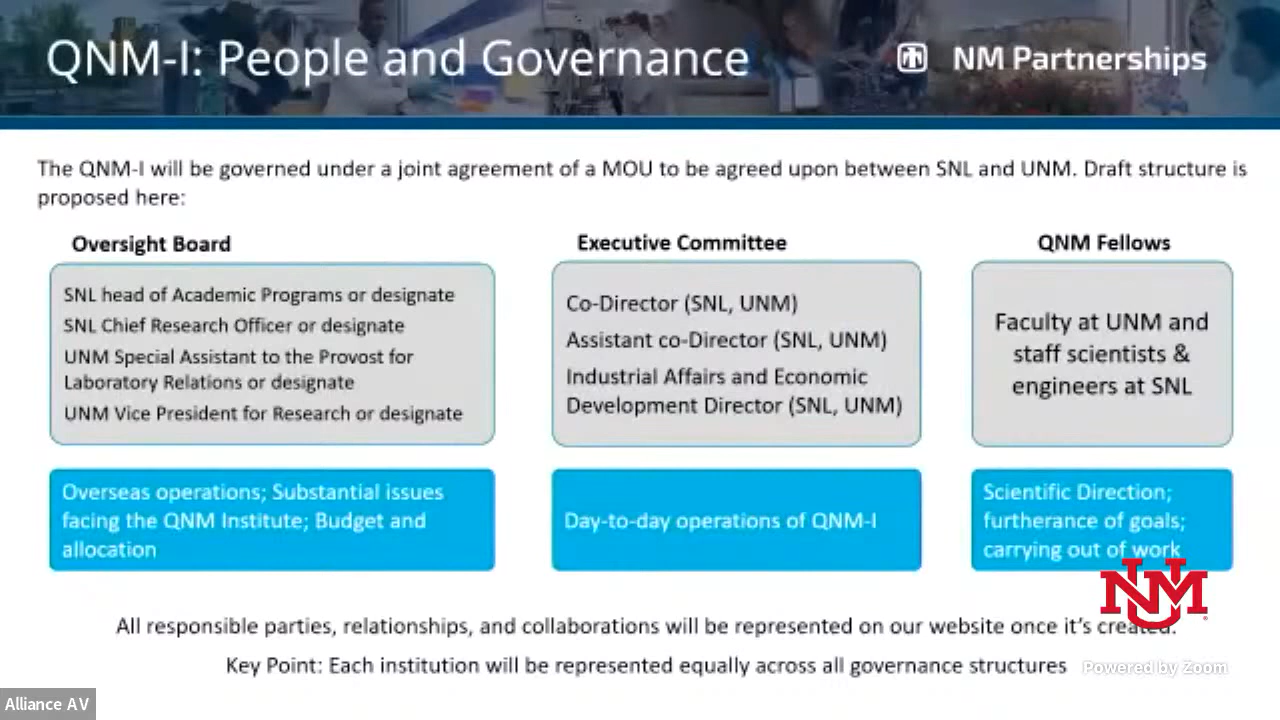 QNM-I: People and Governance
NM Partnerships
The QNM-I will be governed under a joint agreement of a MOU to be agreed upon between SNL and UNM. Draft structure is
proposed here:
Oversight Board
SNL head of Academic Programs or designate
SNL Chief Research Officer or designate
UNM Special Assistant to the Provost for
Laboratory Relations or designate
UNM Vice President for Research or designate
Overseas operations; Substantial issues
facing the QNM Institute; Budget and
allocation
Executive Committee
Co-Director (SNL, UNM)
Assistant co-Director (SNL, UNM)
Industrial Affairs and Economic
Development Director (SNL, UNM)
Day-to-day operations of QNM-I
QNM Fellows
Faculty at UNM and
staff scientists &
engineers at SNL
Scientific Direction;
furtherance of goals;
carrying out of work
UNM
All responsible parties, relationships, and collaborations will be represented on our website once it's created.
Key Point: Each institution will be represented equally across all governance structures
Powered by Zoom
Alliance AV